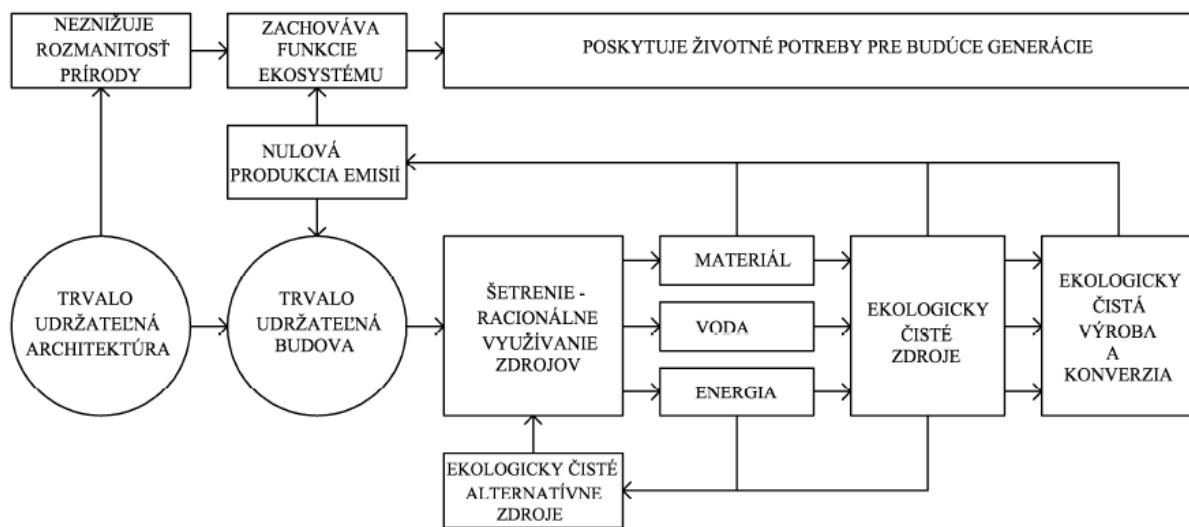 NEZNIŽUJE
ROZMANITOSŤ
PRÍRODY
ZACHOVÁVA
FUNKCIE
EKOSYSTÉMU
POSKYTUJE ŽIVOTNÉ POTREBY PRE BUDÚCE GENERÁCIE
NULOVÁ
PRODUKCIA EMISIÍ
TRVALO
UDRŽATEĽNÁ
ARCHITEKTÚRA
TRVALO
UDRŽATEĽNÁ
BUDOVA
ŠETRENIE -
RACIONÁLNE
VYUŽÍVANIE
ZDROJOV
MATERIÁL
VODA
ENERGIA
EKOLOGICKY
ČISTÉ
ZDROJE
EKOLOGICKY
ČISTÁ
VÝROBA
A
KONVERZIA
EKOLOGICKY ČISTÉ
ALTERNATÍVNE
ZDROJE